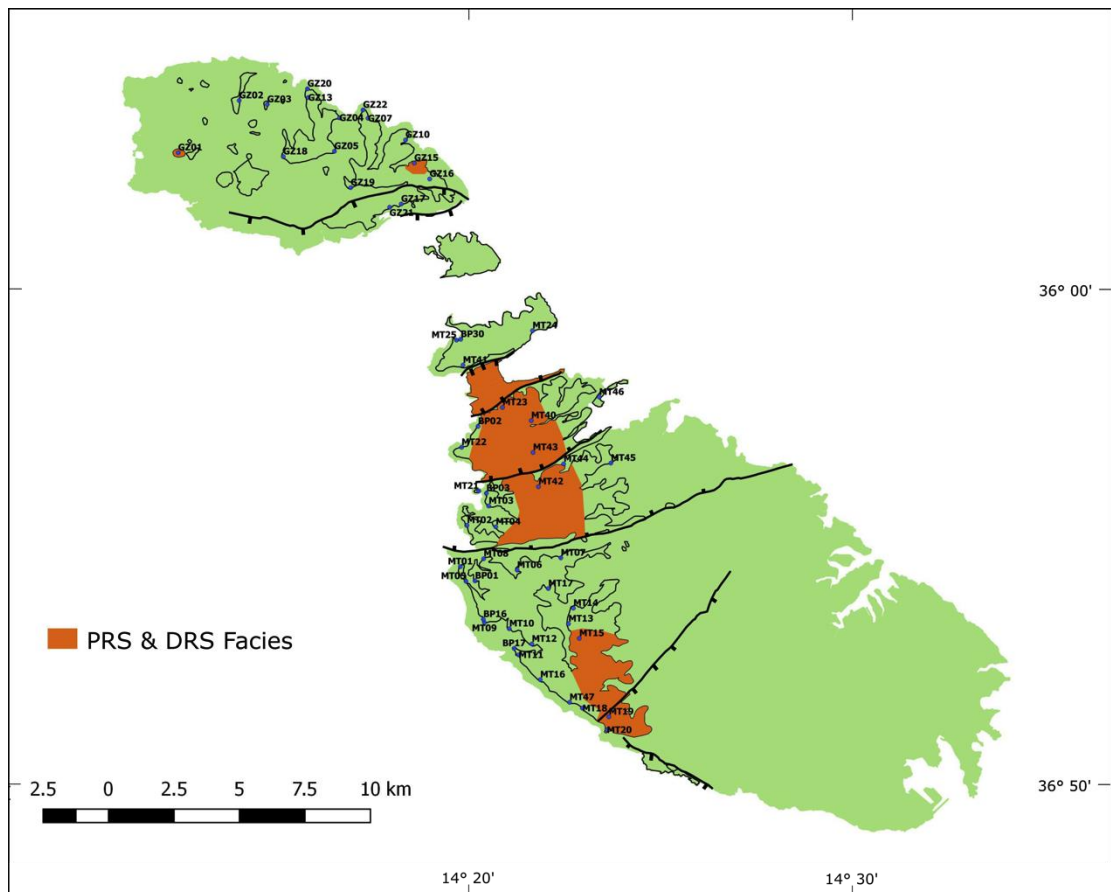 GZ20
GZ02
GZ03
GZ13
GZ22
GZ04
GZ07
GZ10
GZ01
GZ18
GZ05
GZ15
GZ16
GZ19
GZ17
GZ21
36° 00'
MT24
MT25
BP30
MT41
MT46
MT23
MT40
BP02
MT22
MT43
MT44
MT45
MT21
BP03
MT42
MT03
MT02
MT04
MT08
MT07
MT01
MT06
MT05
BP01
MT17
MT14
BP16
MT13
MT09
MT10
PRS & DRS Facies
MT15
BP17
MT12
MT11
MT16
MT47
MT18
MT19
MT20
2.5 0 2.5 5 7.5 10 km
36° 50'
14° 20'
14° 30'